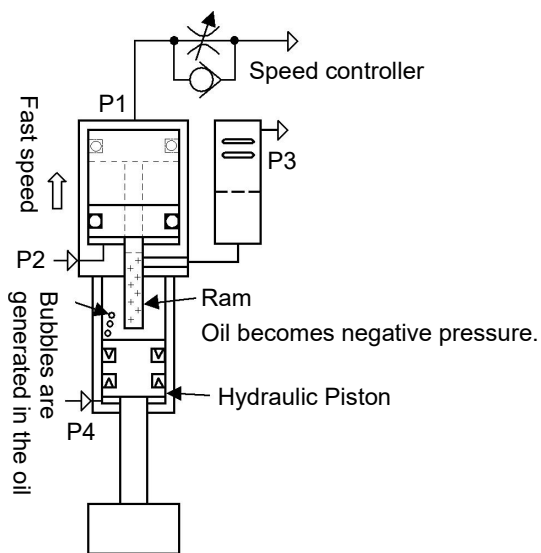 Speed controller
P1
Fast speed
P3
P2
Ram
Oil becomes negative pressure.
Bubbles are
generated in the oil
Hydraulic Piston
P4